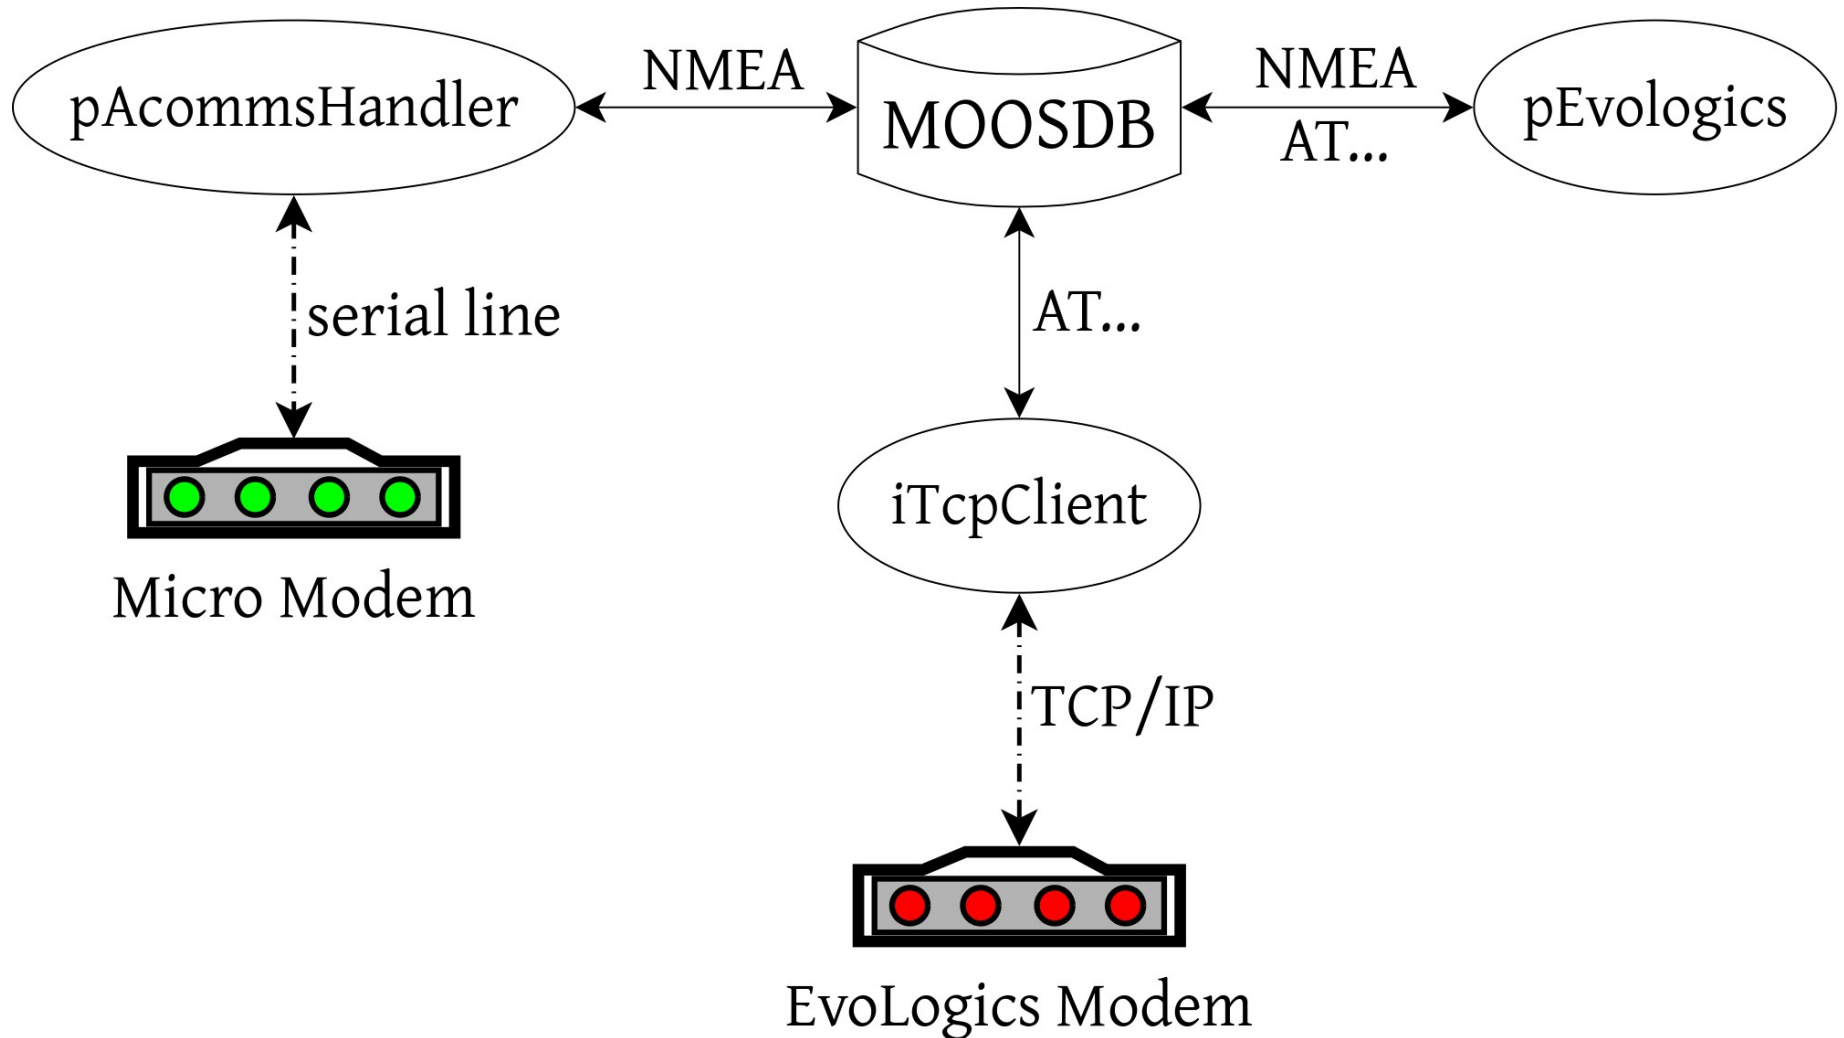 pAcommsHandler
NMEA
MOOSDB
NMEA
AT...
pEvologics
serial line
AT...
Micro Modem
iTcpClient
TCP/IP
EvoLogics Modem